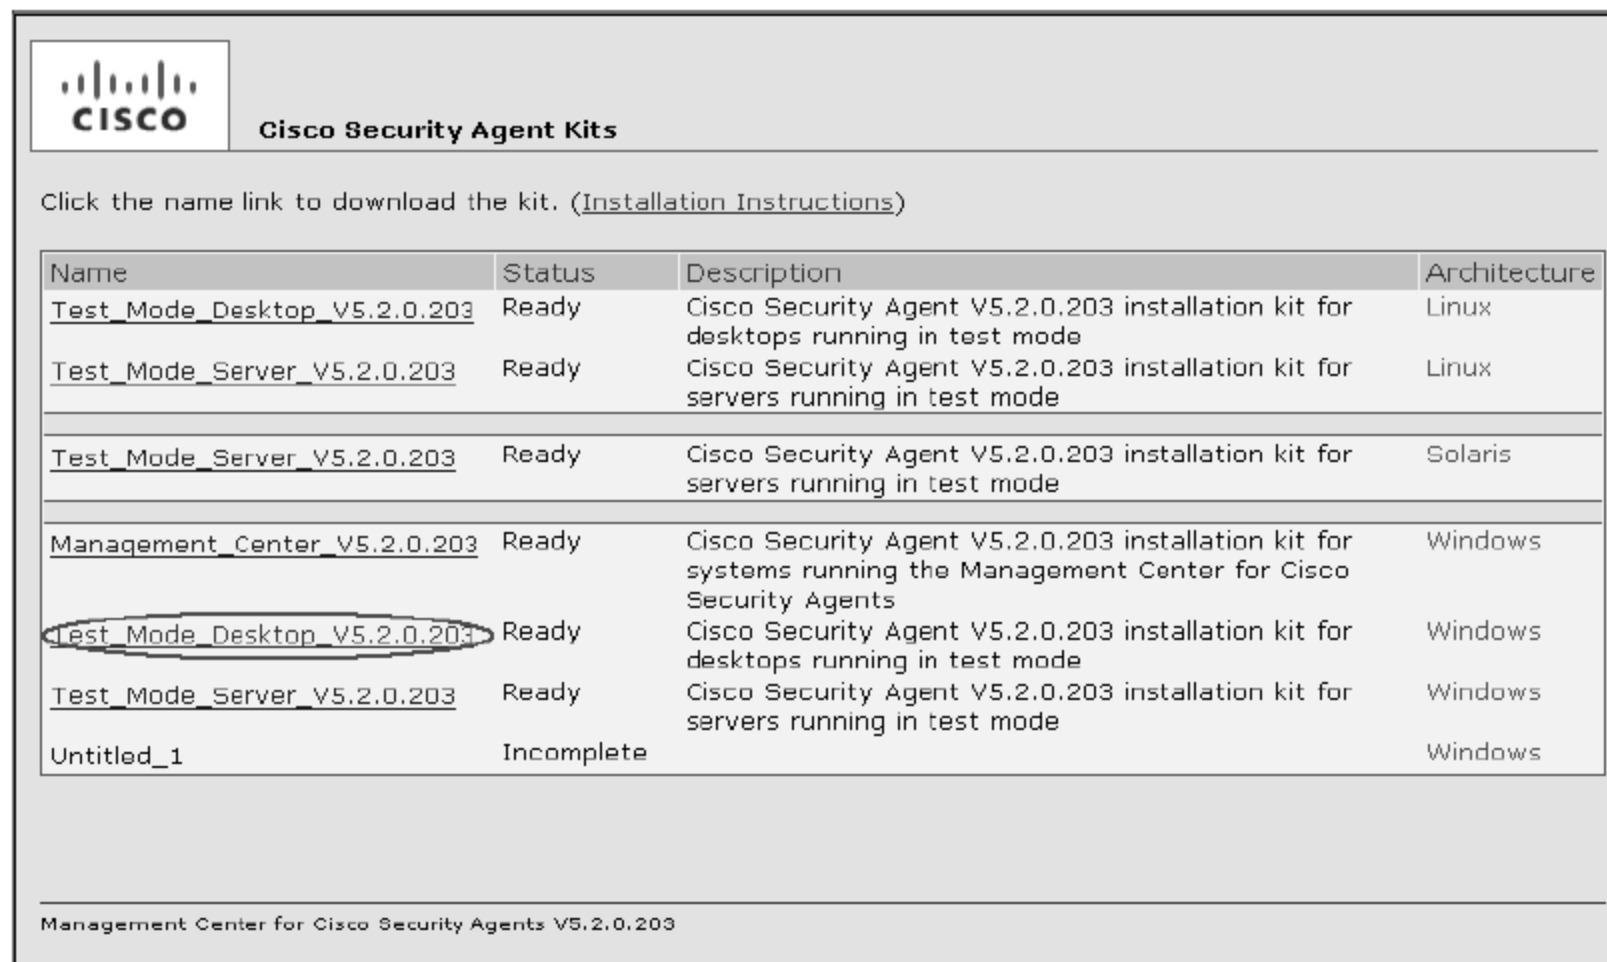 CISCO
Cisco Security Agent Kits
Click the name link to download the kit. (Installation Instructions)
Name Status Description Architecture
Test_Mode_Desktop_V5.2.0.203 Ready Cisco Security Agent V5.2.0.203 installation kit for Linux
desktops running in test mode
Test_Mode_Server_V5.2.0.203 Ready Cisco Security Agent V5.2.0.203 installation kit for Linux
servers running in test mode
Test_Mode_Server_V5.2.0.203 Ready Cisco Security Agent V5.2.0.203 installation kit for Solaris
servers running in test mode
Management_Center_V5.2.0.203 Ready Cisco Security Agent V5.2.0.203 installation kit for Windows
systems running the Management Center for Cisco
Security Agents
Test_Mode_Desktop_V5.2.0.203 Ready Cisco Security Agent V5.2.0.203 installation kit for Windows
desktops running in test mode
Test_Mode_Server_V5.2.0.203 Ready Cisco Security Agent V5.2.0.203 installation kit for Windows
servers running in test mode
Untitled_1 Incomplete Windows
Management Center for Cisco Security Agents V5.2.0.203